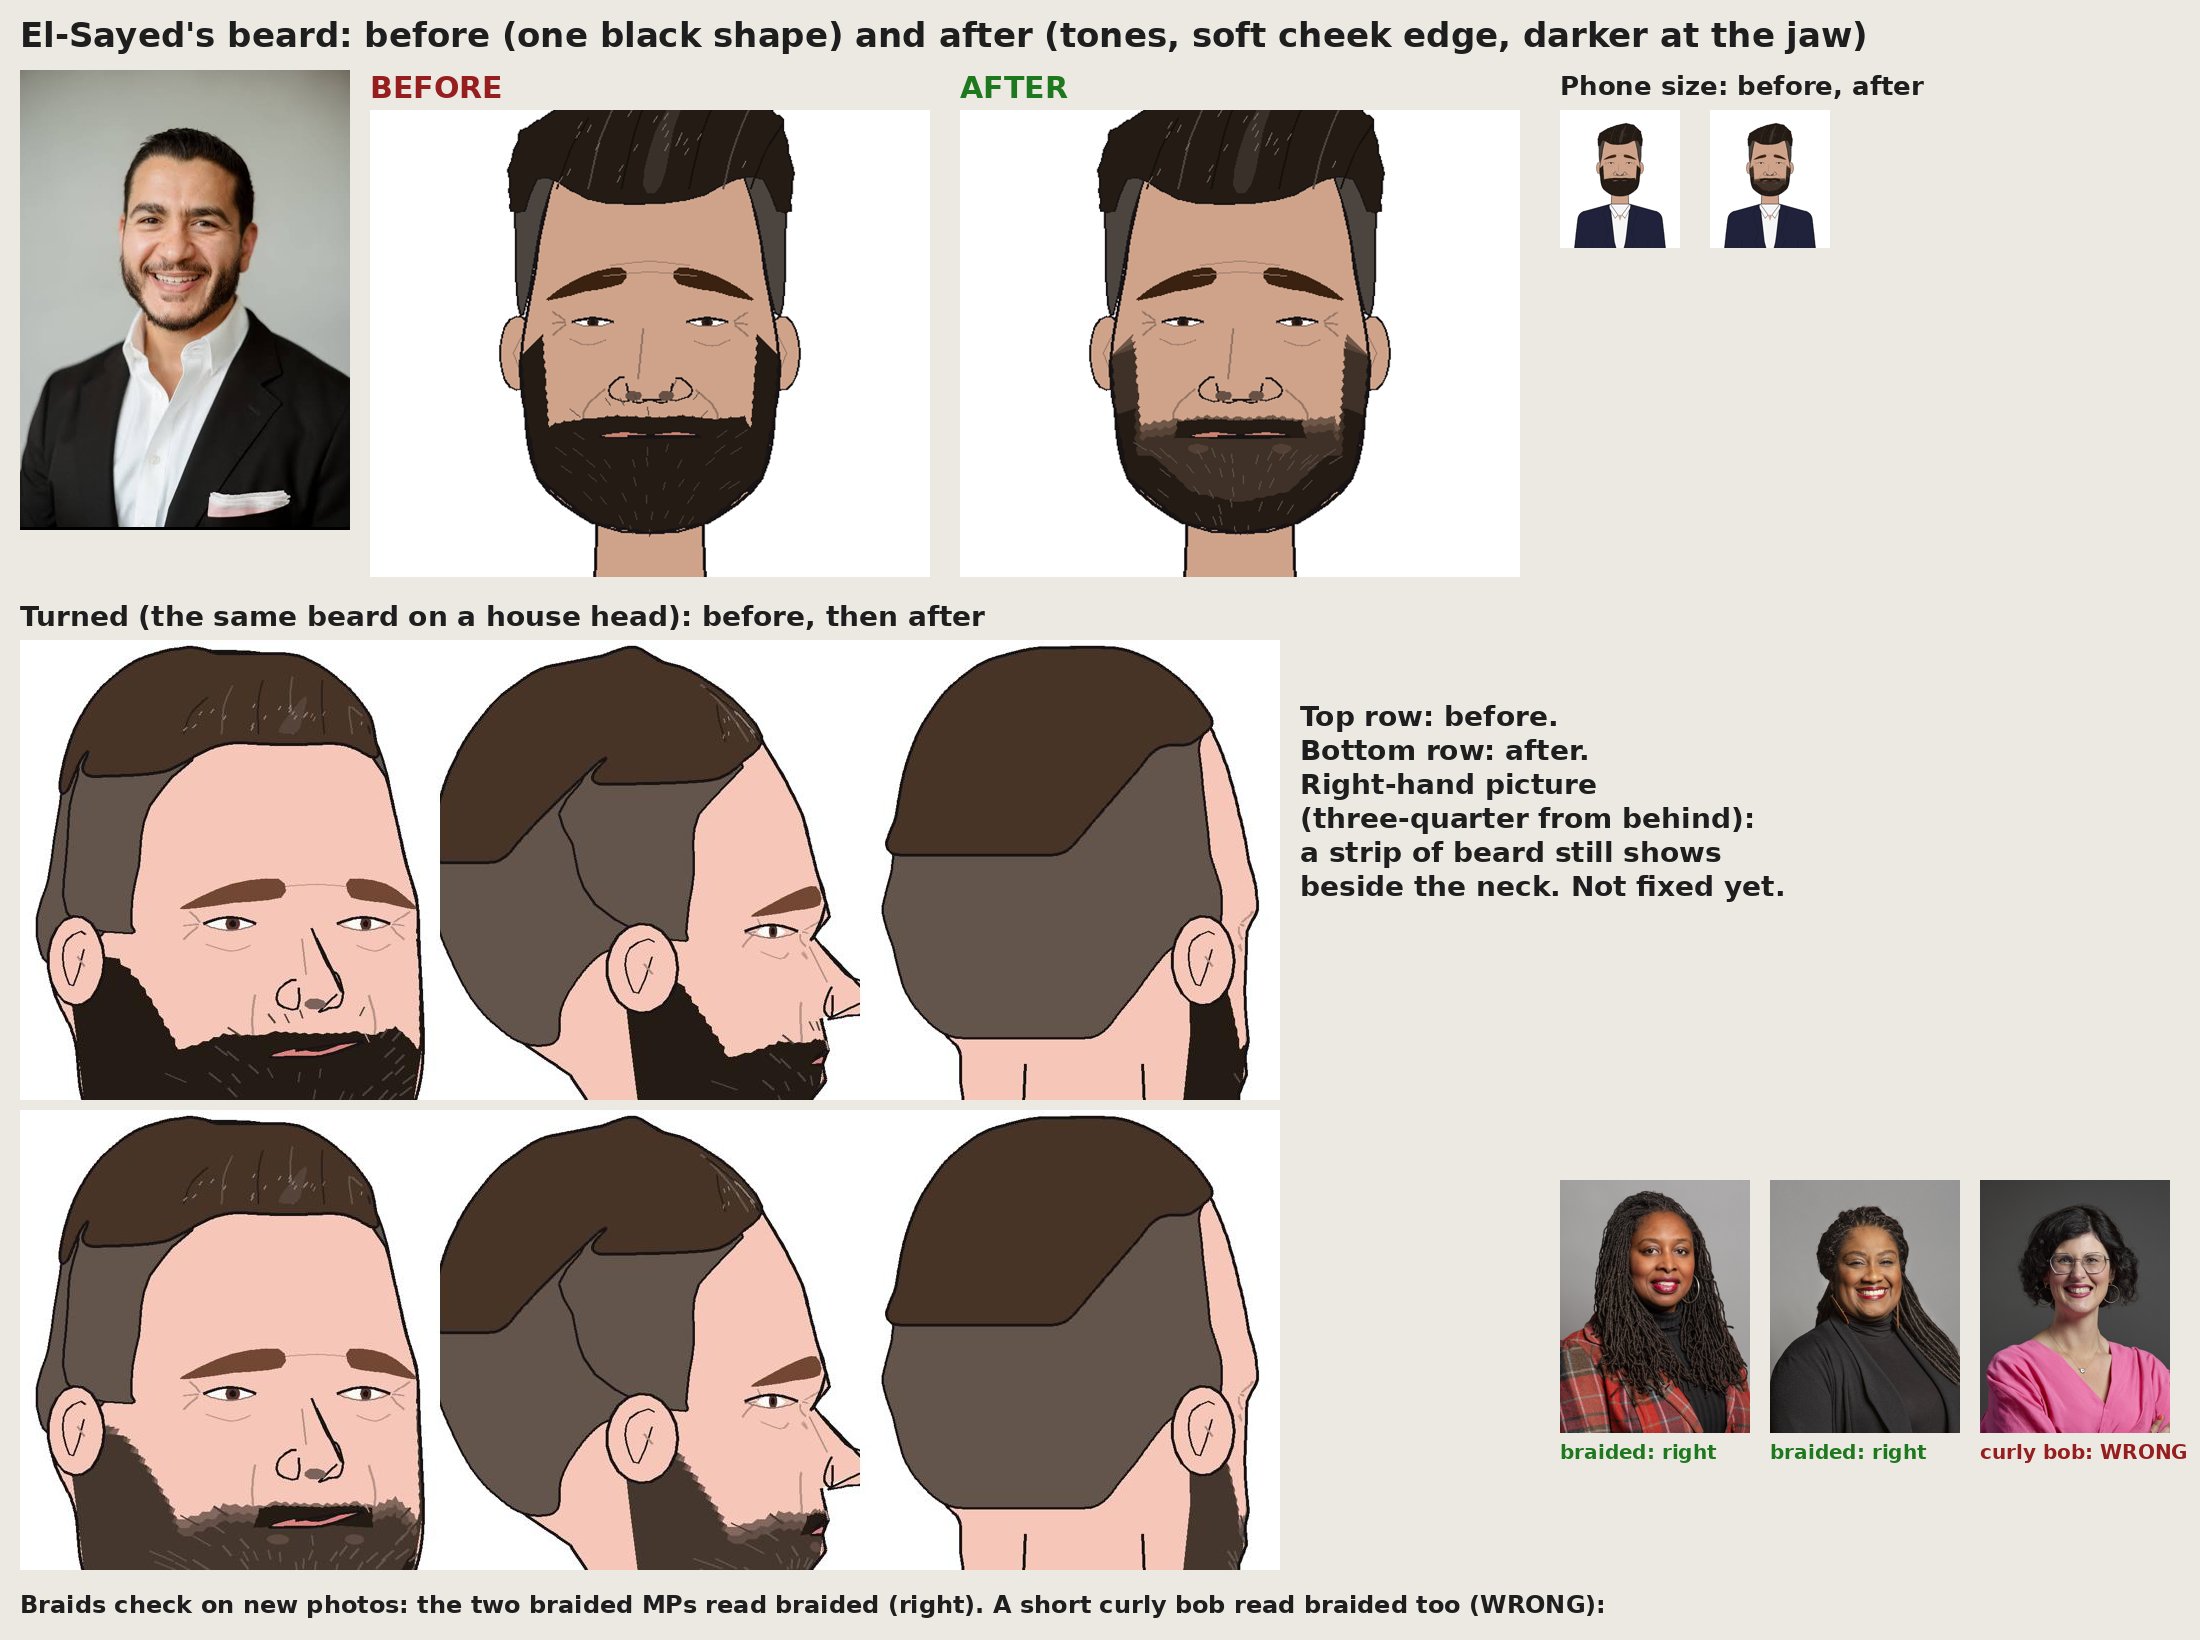 El-Sayed's beard: before (one black shape) and after (tones, soft cheek edge, darker at the jaw)
BEFORE
AFTER
Phone size: before, after
Turned (the same beard on a house head): before, then after
Top row: before.
Bottom row: after.
Right-hand picture
(three-quarter from behind):
a strip of beard still shows
beside the neck. Not fixed yet.
braided: right
braided: right
curly bob: WRONG
Braids check on new photos: the two braided MPs read braided (right). A short curly bob read braided too (WRONG):